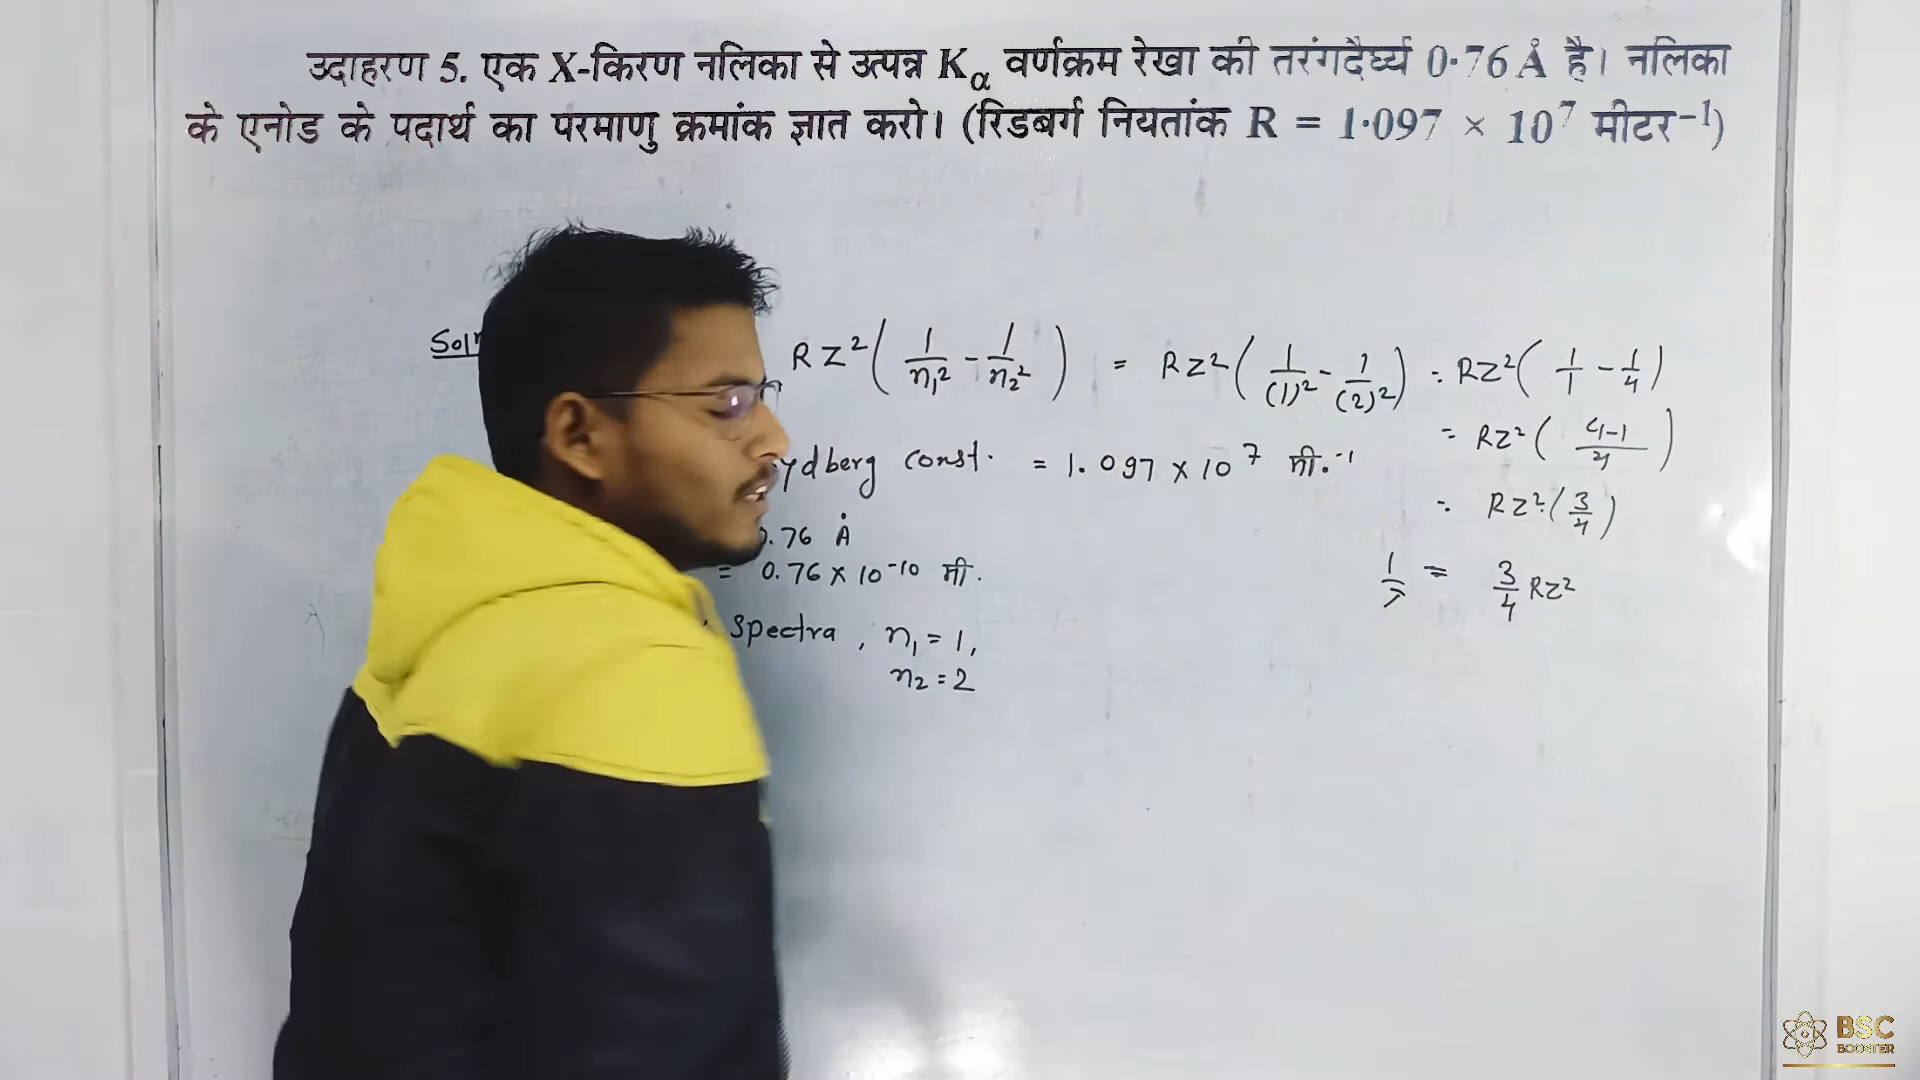 उदाहरण 5. एक X-किरण नलिका से उत्पन्न Kα वर्णक्रम रेखा की तरंगदैर्घ्य 0·76 Å है। नलिका
के एनोड के पदार्थ का परमाणु क्रमांक ज्ञात करो। (रिडबर्ग नियतांक R = 1·097 × 10⁷ मीटर⁻¹)
Solⁿ RZ² ( 1/n₁² - 1/n₂² ) = RZ² ( 1/(1)² - 1/(2)² ) = RZ² ( 1/1 - 1/4 )
= RZ² ( 4-1/4 )
ydberg const. = 1.097 × 10⁷ मी.⁻¹
= RZ² ( 3/4 )
0.76 Å
= 0.76 × 10⁻¹⁰ मी.
1/λ = 3/4 RZ²
spectra, n₁ = 1,
n₂ = 2
BSC
BOOSTER